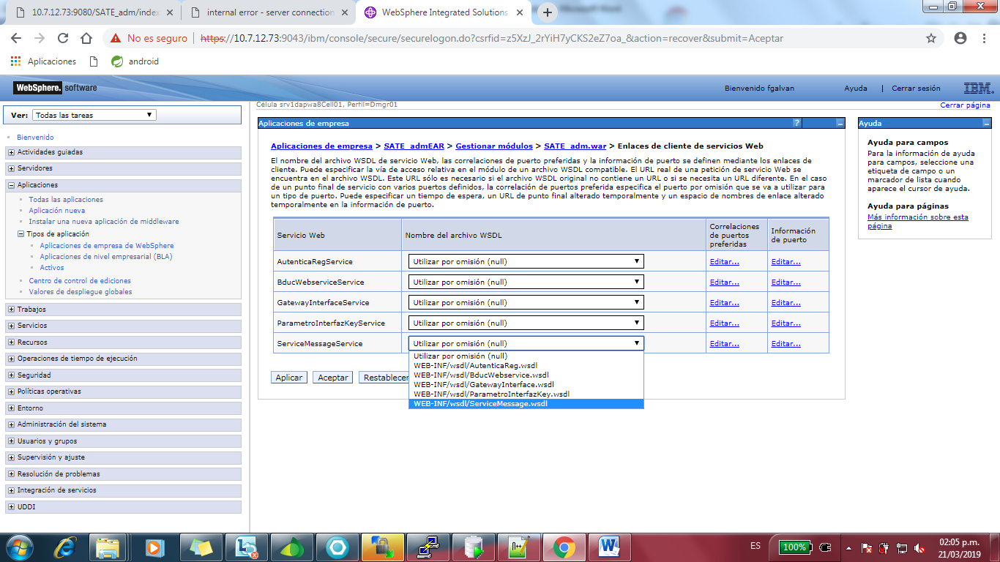 Microsoft Word
10.7.12.73:9080/SATE_adm/index
internal error - server connection
WebSphere Integrated Solutions
No es seguro
https://10.7.12.73:9043/ibm/console/secure/securelogon.do?csrfid=z5XzJ_2rYiH7yCKS2eZ7oa_&action=recover&submit=Aceptar
Aplicaciones
android
WebSphere. software
Bienvenido fgalvan
Ayuda
Cerrar sesión
IBM.
Ver:
Todas las tareas
Bienvenido
Actividades guiadas
Servidores
Aplicaciones
Todas las aplicaciones
Aplicación nueva
Instalar una nueva aplicación de middleware
Tipos de aplicación
Aplicaciones de empresa de WebSphere
Aplicaciones de nivel empresarial (BLA)
Activos
Centro de control de ediciones
Valores de despliegue globales
Trabajos
Servicios
Recursos
Operaciones de tiempo de ejecución
Seguridad
Políticas operativas
Entorno
Administración del sistema
Usuarios y grupos
Supervisión y ajuste
Resolución de problemas
Integración de servicios
UDDI
Célula srv1dapwa8Cell01, Perfil=Dmgr01
Cerrar página
Aplicaciones de empresa
?
Aplicaciones de empresa > SATE_admEAR > Gestionar módulos > SATE_adm.war > Enlaces de cliente de servicios Web
El nombre del archivo WSDL de servicio Web, las correlaciones de puerto preferidas y la información de puerto se definen mediante los enlaces de
cliente. Puede especificar la vía de acceso relativa en el módulo de un archivo WSDL compatible. El URL real de una petición de servicio Web se
encuentra en el archivo WSDL. Este URL sólo es necesario si el archivo WSDL original no contiene un URL o si se necesita un URL diferente. En el caso
de un punto final de servicio con varios puertos definidos, la correlación de puertos preferida especifica el puerto por omisión que se va a utilizar para
un tipo de puerto. Puede especificar un tiempo de espera, un URL de punto final alterado temporalmente y un espacio de nombres de enlace alterado
temporalmente en la información de puerto.
Servicio Web
Nombre del archivo WSDL
Correlaciones
de puertos
preferidas
Información
de puerto
AutenticaRegService
Utilizar por omisión (null)
Editar...
Editar...
BducWebserviceService
Utilizar por omisión (null)
Editar...
Editar...
GatewayInterfaceService
Utilizar por omisión (null)
Editar...
Editar...
ParametroInterfazKeyService
Utilizar por omisión (null)
Editar...
Editar...
ServiceMessageService
Utilizar por omisión (null)
Editar...
Editar...
Utilizar por omisión (null)
WEB-INF/wsdl/AutenticaReg.wsdl
WEB-INF/wsdl/BducWebservice.wsdl
WEB-INF/wsdl/GatewayInterface.wsdl
WEB-INF/wsdl/ParametroInterfazKey.wsdl
WEB-INF/wsdl/ServiceMessage.wsdl
Aplicar
Aceptar
Restablecer
Ayuda
Ayuda para campos
Para la información de ayuda
para campos, seleccione una
etiqueta de campo o un
marcador de lista cuando
aparece el cursor de ayuda.
Ayuda para páginas
Más información sobre esta
página
ES
100%
02:05 p.m.
21/03/2019